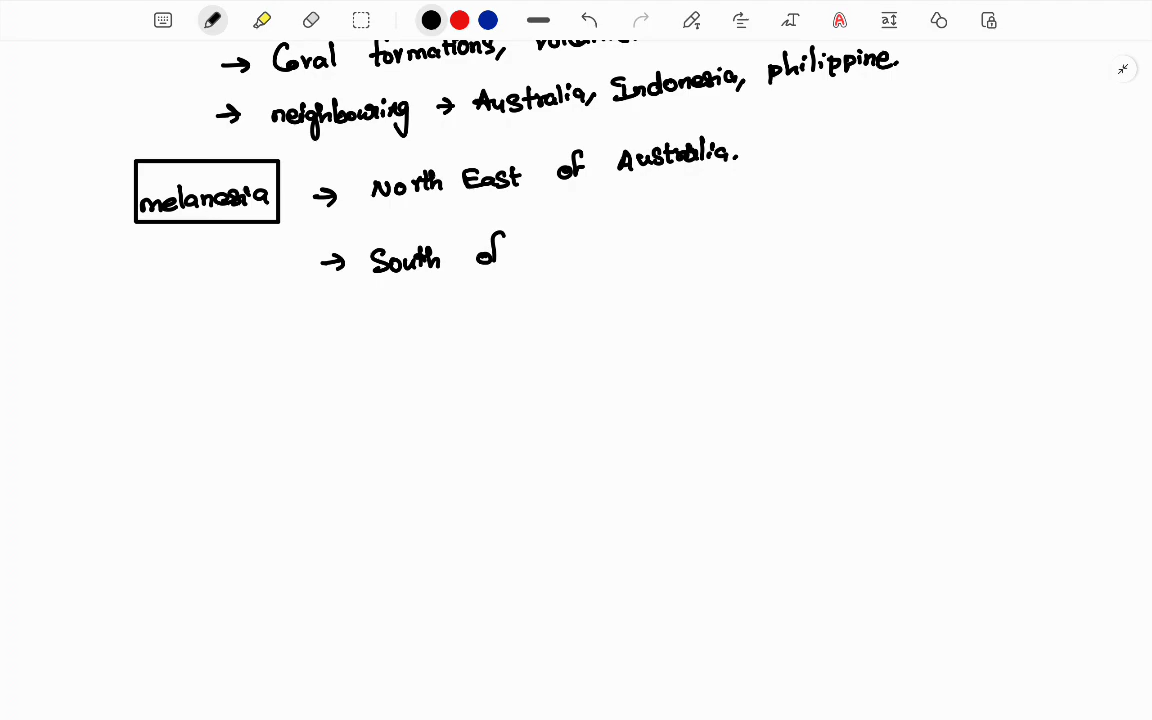 → Coral formations,
→ neighbouring → Australia, Indonesia, philippine.
melanesia → North East of Australia.
→ South of